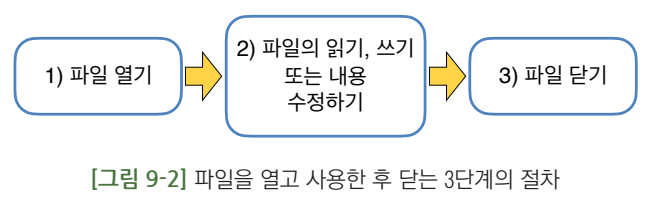 1) 파일 열기
2) 파일의 읽기, 쓰기
또는 내용
수정하기
3) 파일 닫기
[그림 9-2] 파일을 열고 사용한 후 닫는 3단계의 절차